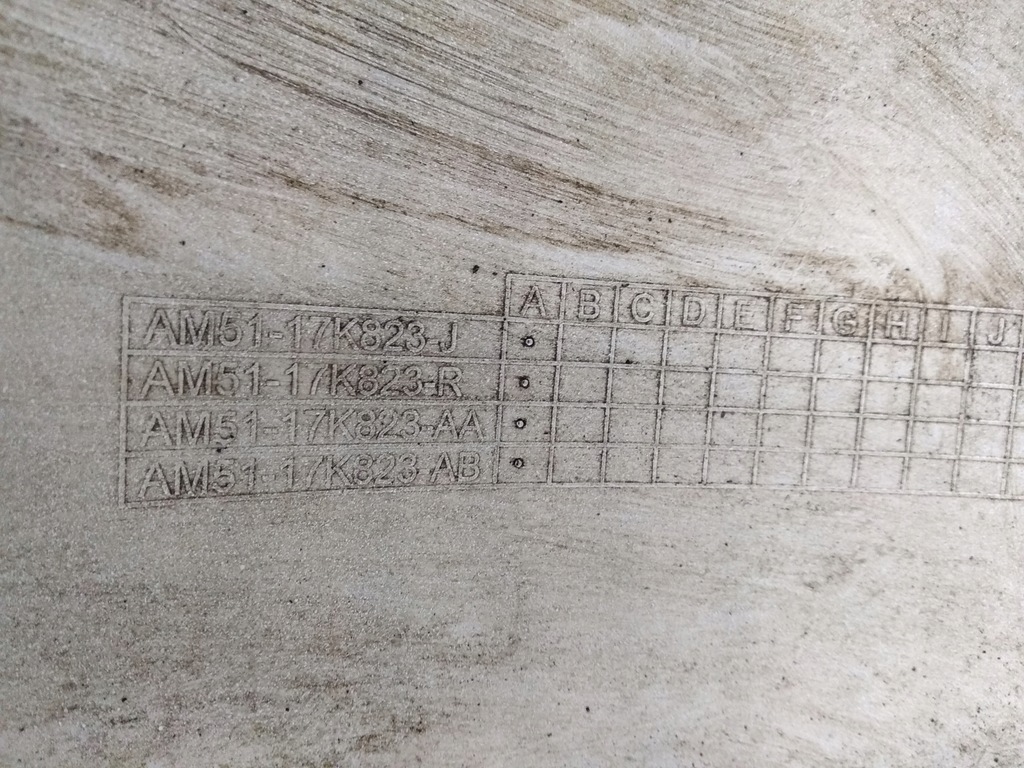 A B C D E F G H I J
AM51-17K823-J
AM51-17K823-R
AM51-17K823-AA
AM51-17K823-AB